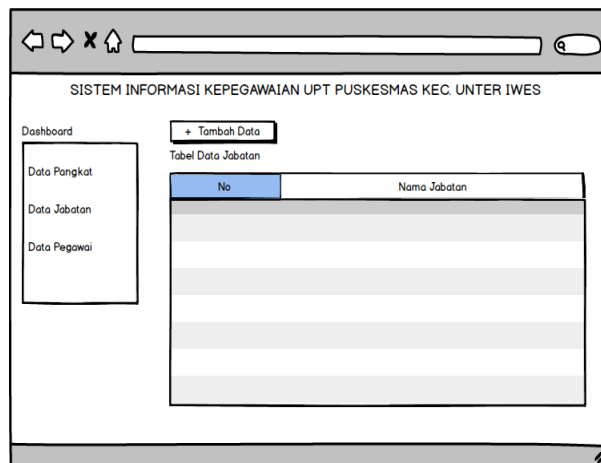 SISTEM INFORMASI KEPEGAWAIAN UPT PUSKESMAS KEC. UNTER IWES
Dashboard
Data Pangkat
Data Jabatan
Data Pegawai
+ Tambah Data
Tabel Data Jabatan
No Nama Jabatan